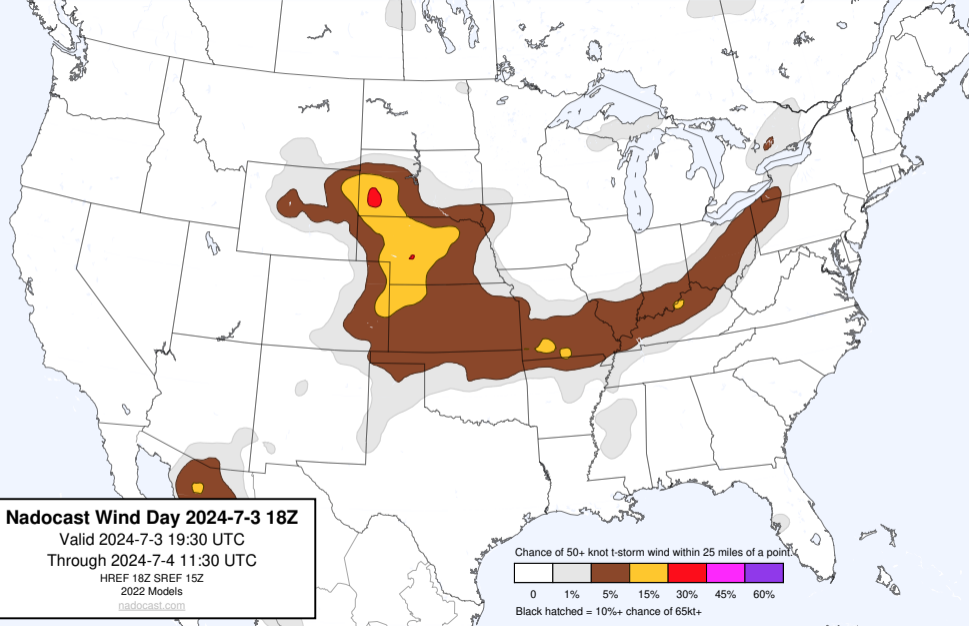 Nadocast Wind Day 2024-7-3 18Z
Valid 2024-7-3 19:30 UTC
Through 2024-7-4 11:30 UTC
HREF 18Z SREF 15Z
2022 Models
nadocast.com
Chance of 50+ knot t-storm wind within 25 miles of a point.
0 1% 5% 15% 30% 45% 60%
Black hatched = 10%+ chance of 65kt+